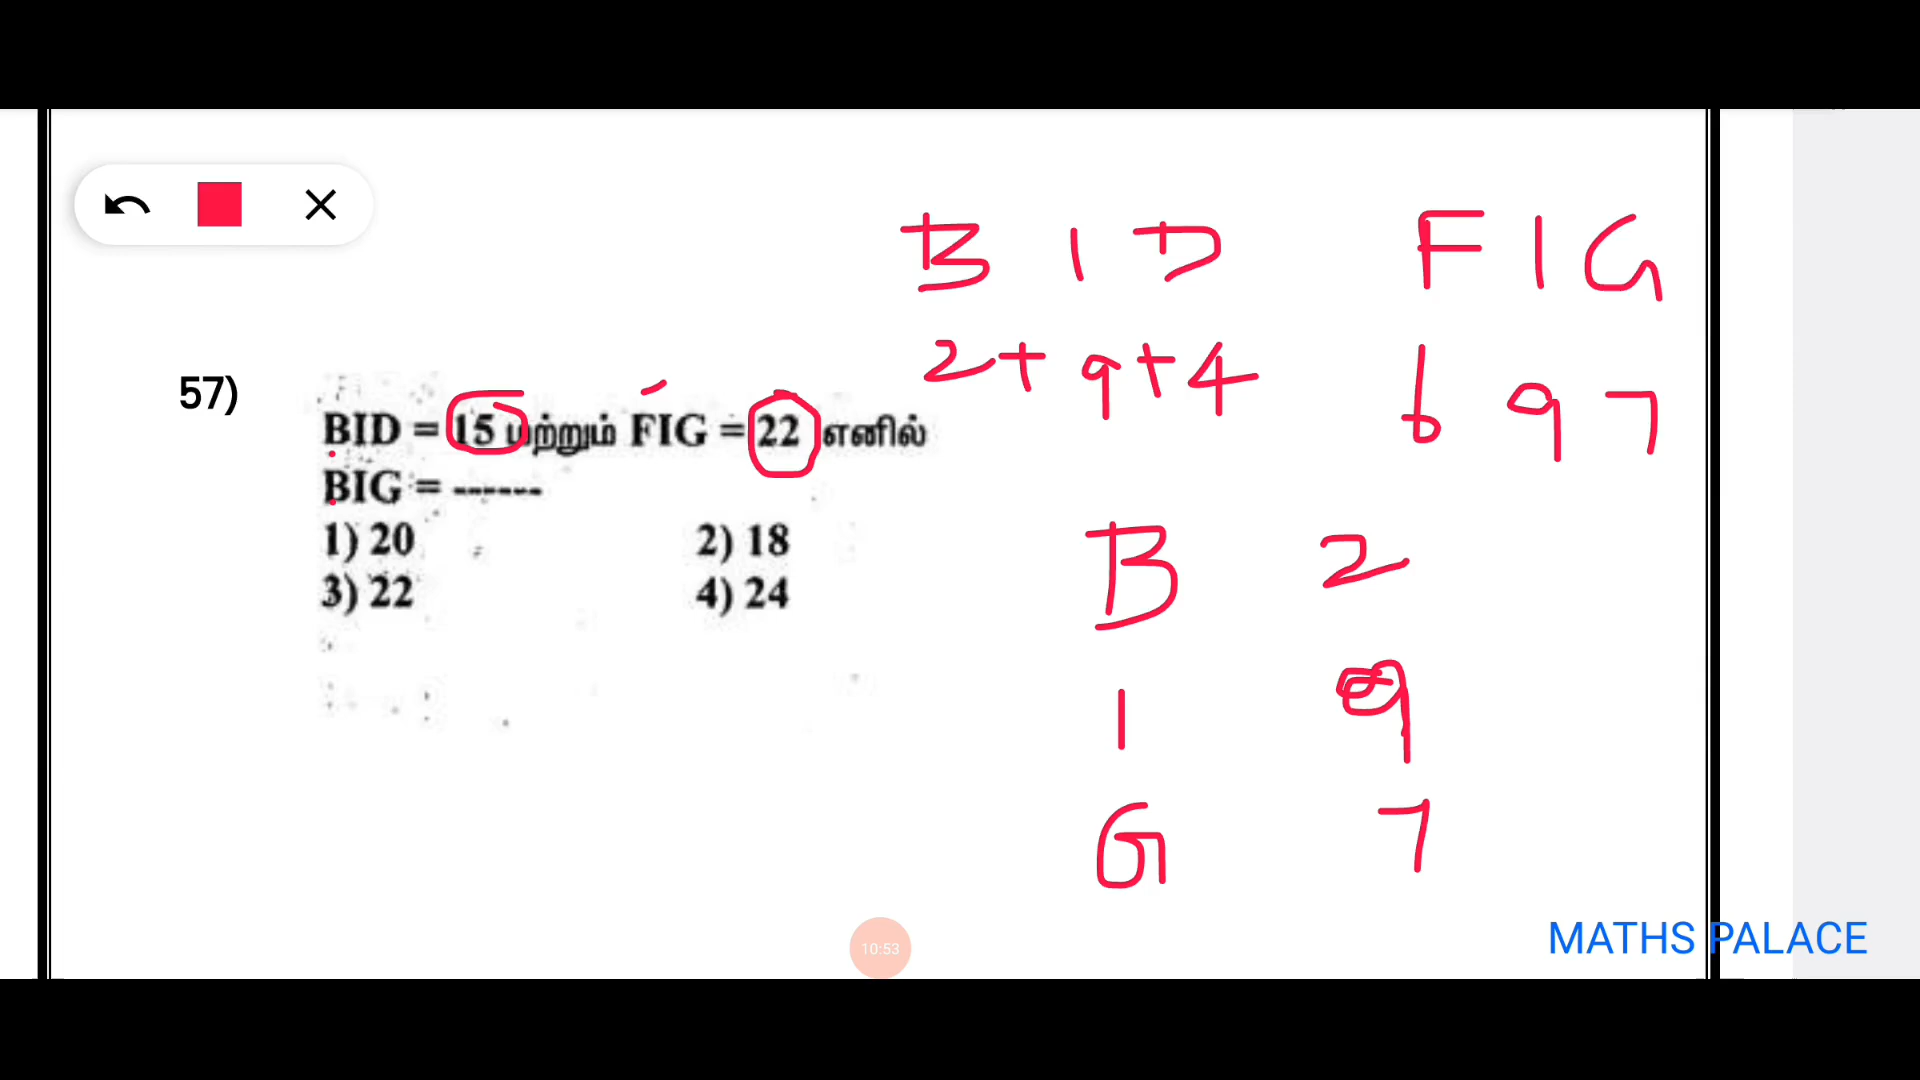 B I D F I G
2+9+4 6 9 7
57)
BID = 15 மற்றும் FIG = 22 எனில்
BIG = ------
1) 20 2) 18
3) 22 4) 24
B 2
I 9
G 7
10:53
MATHS PALACE